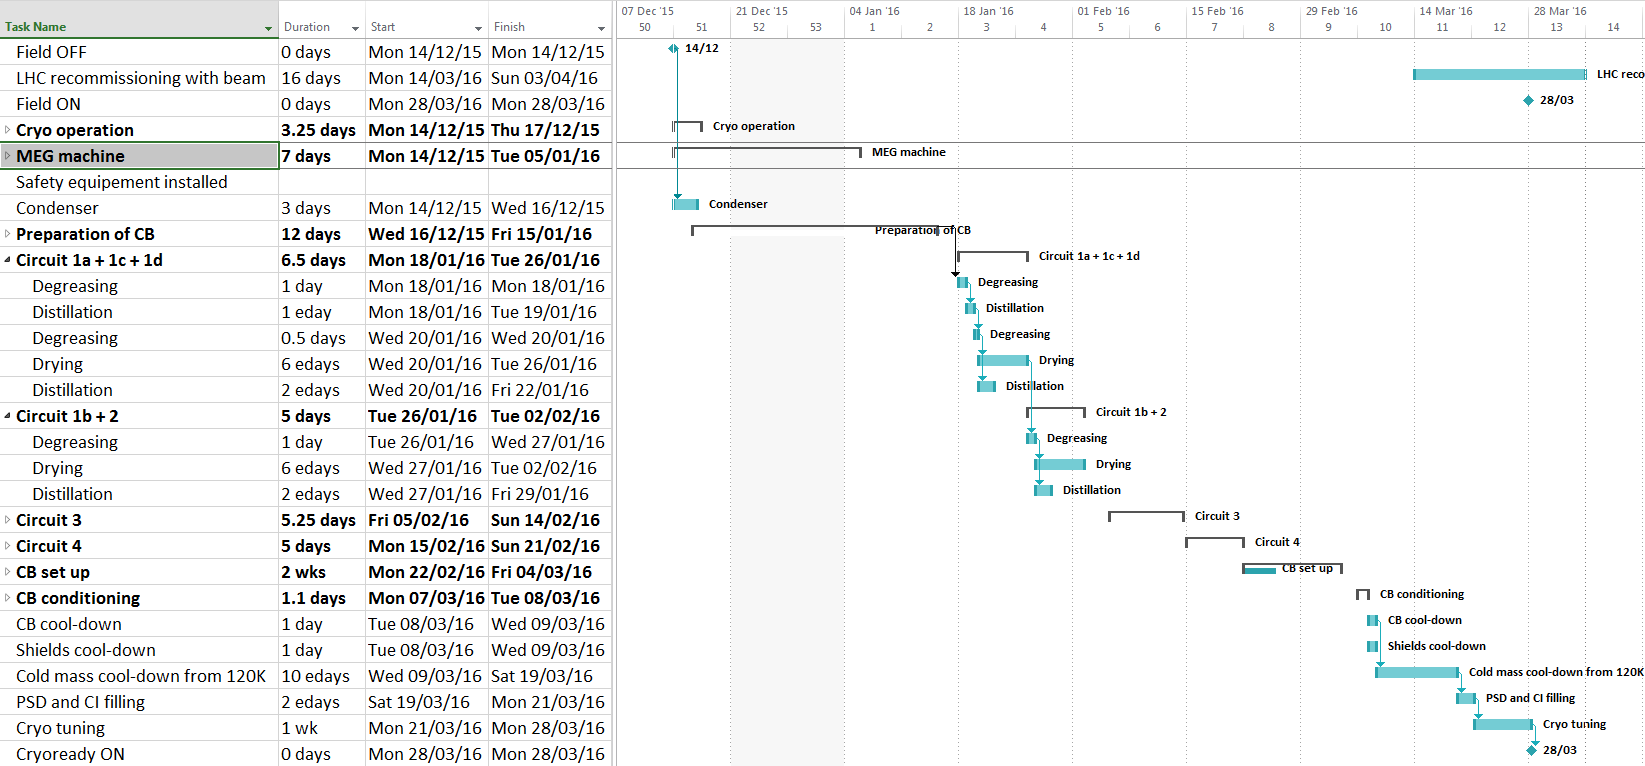 07 Dec '15 21 Dec '15 04 Jan '16 18 Jan '16 01 Feb '16 15 Feb '16 29 Feb '16 14 Mar '16 28 Mar '16
Task Name Duration Start Finish 50 51 52 53 1 2 3 4 5 6 7 8 9 10 11 12 13 14
Field OFF 0 days Mon 14/12/15 Mon 14/12/15 14/12
LHC recommissioning with beam 16 days Mon 14/03/16 Sun 03/04/16 LHC reco
Field ON 0 days Mon 28/03/16 Mon 28/03/16 28/03
Cryo operation 3.25 days Mon 14/12/15 Thu 17/12/15 Cryo operation
MEG machine 7 days Mon 14/12/15 Tue 05/01/16 MEG machine
Safety equipement installed
Condenser 3 days Mon 14/12/15 Wed 16/12/15 Condenser
Preparation of CB 12 days Wed 16/12/15 Fri 15/01/16 Preparation of CB
Circuit 1a + 1c + 1d 6.5 days Mon 18/01/16 Tue 26/01/16 Circuit 1a + 1c + 1d
Degreasing 1 day Mon 18/01/16 Mon 18/01/16 Degreasing
Distillation 1 eday Mon 18/01/16 Tue 19/01/16 Distillation
Degreasing 0.5 days Wed 20/01/16 Wed 20/01/16 Degreasing
Drying 6 edays Wed 20/01/16 Tue 26/01/16 Drying
Distillation 2 edays Wed 20/01/16 Fri 22/01/16 Distillation
Circuit 1b + 2 5 days Tue 26/01/16 Tue 02/02/16 Circuit 1b + 2
Degreasing 1 day Tue 26/01/16 Wed 27/01/16 Degreasing
Drying 6 edays Wed 27/01/16 Tue 02/02/16 Drying
Distillation 2 edays Wed 27/01/16 Fri 29/01/16 Distillation
Circuit 3 5.25 days Fri 05/02/16 Sun 14/02/16 Circuit 3
Circuit 4 5 days Mon 15/02/16 Sun 21/02/16 Circuit 4
CB set up 2 wks Mon 22/02/16 Fri 04/03/16 CB set up
CB conditioning 1.1 days Mon 07/03/16 Tue 08/03/16 CB conditioning
CB cool-down 1 day Tue 08/03/16 Wed 09/03/16 CB cool-down
Shields cool-down 1 day Tue 08/03/16 Wed 09/03/16 Shields cool-down
Cold mass cool-down from 120K 10 edays Wed 09/03/16 Sat 19/03/16 Cold mass cool-down from 120K
PSD and CI filling 2 edays Sat 19/03/16 Mon 21/03/16 PSD and CI filling
Cryo tuning 1 wk Mon 21/03/16 Mon 28/03/16 Cryo tuning
Cryoready ON 0 days Mon 28/03/16 Mon 28/03/16 28/03